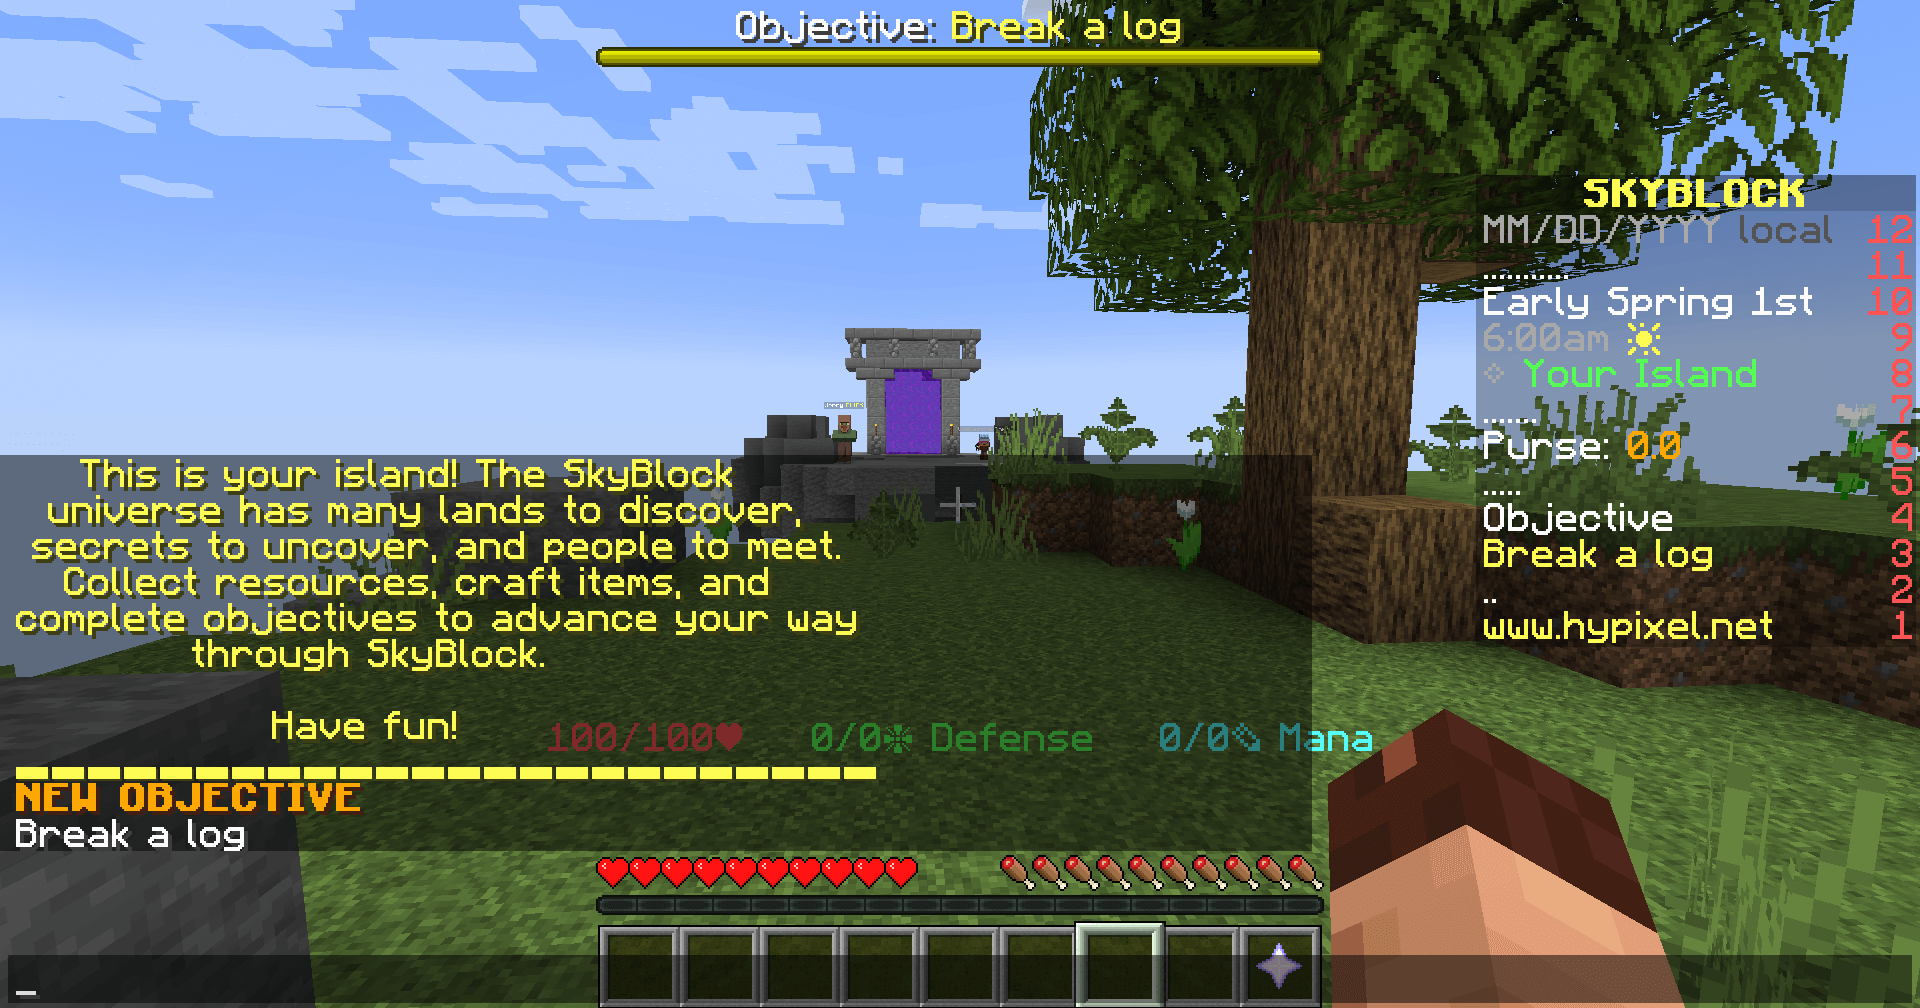 Objective: Break a log
SKYBLOCK
MM/DD/YYYY local 12
........... 11
Early Spring 1st 10
6:00am 9
Your Island 8
....... 7
Purse: 0.0 6
..... 5
Objective 4
Break a log 3
.. 2
www.hypixel.net 1
This is your island! The SkyBlock
universe has many lands to discover,
secrets to uncover, and people to meet.
Collect resources, craft items, and
complete objectives to advance your way
through SkyBlock.
Have fun!
100/100❤ 0/0 Defense 0/0 Mana
NEW OBJECTIVE
Break a log
_